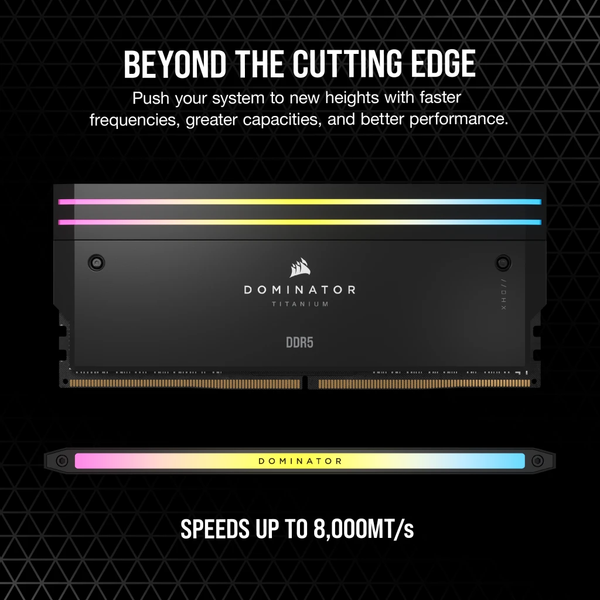 BEYOND THE CUTTING EDGE
Push your system to new heights with faster
frequencies, greater capacities, and better performance.
DOMINATOR
TITANIUM
DDR5
DOMINATOR
SPEEDS UP TO 8,000MT/s